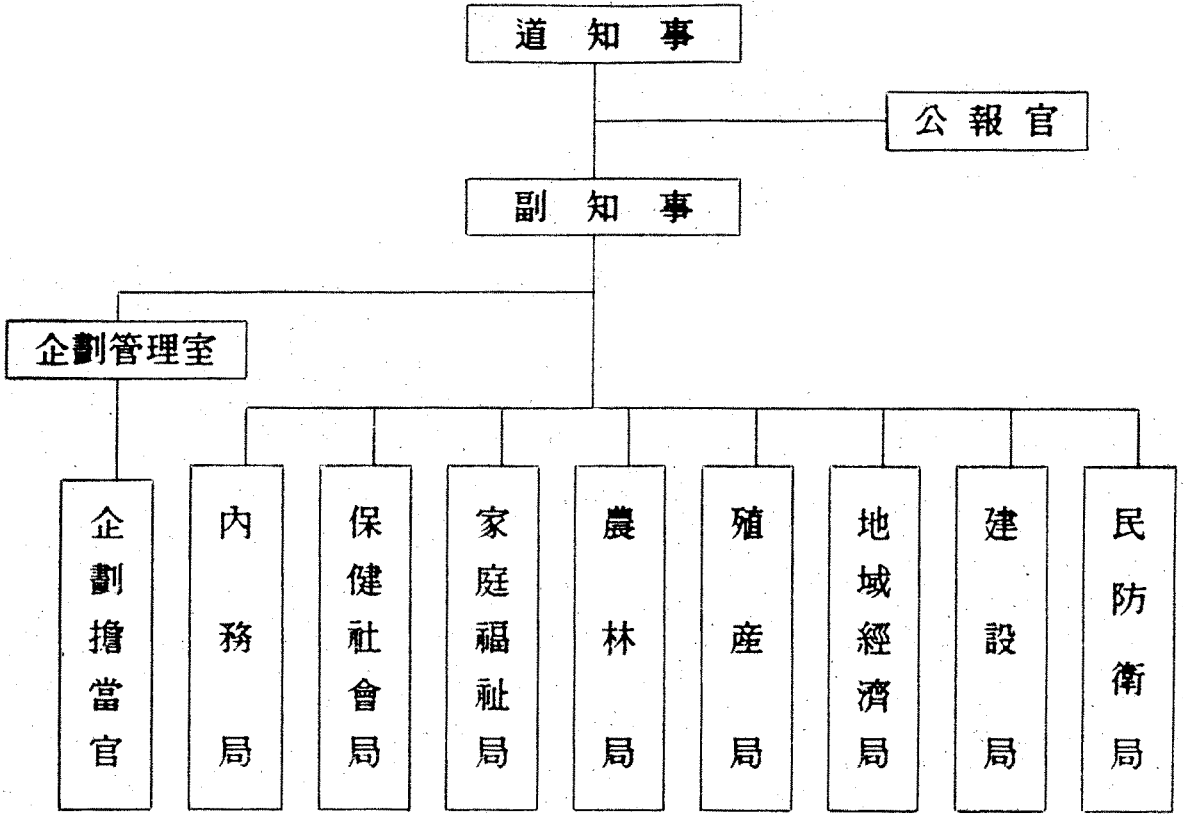 道知事
公報官
副知事
企劃管理室
企劃擔當官
内務局
保健社會局
家庭福祉局
農林局
殖産局
地域經濟局
建設局
民防衛局